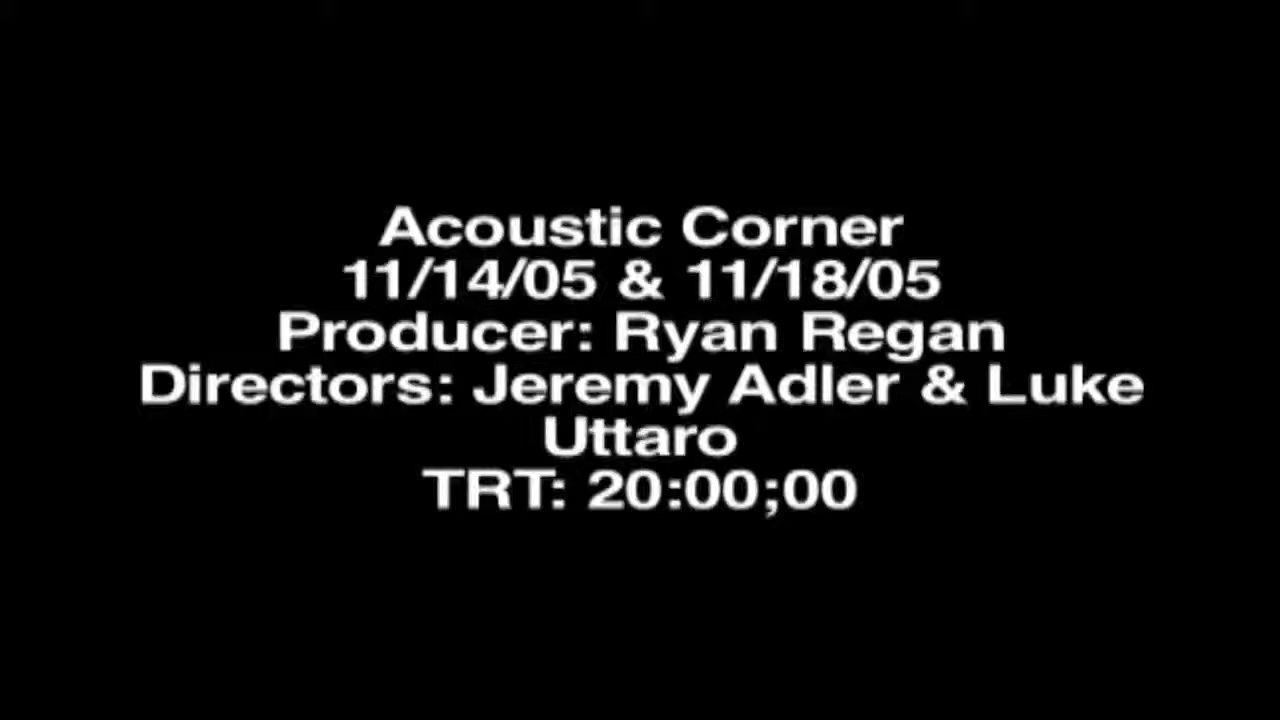 Acoustic Corner
11/14/05 & 11/18/05
Producer: Ryan Regan
Directors: Jeremy Adler & Luke
Uttaro
TRT: 20:00;00